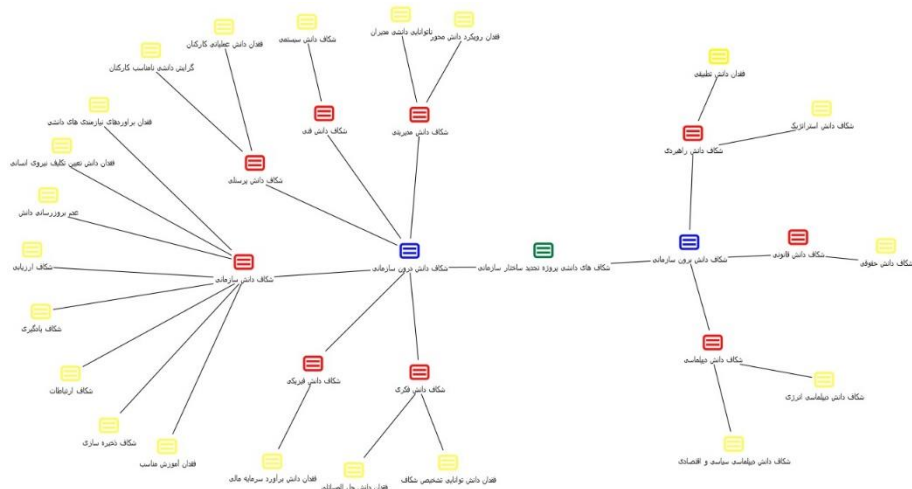 فقدان رویکرد دانش محور
ناتوانایی دانشی مدیران
شکاف دانش سیستمی
فقدان دانش عملیاتی کارکنان
گرایش دانشی نامناسب کارکنان
فقدان دانش تطبیقی
فقدان برآوردهای نیازمندی های دانشی
شکاف دانش استراتژیک
شکاف دانش مدیریتی
شکاف دانش فنی
شکاف دانش راهبردی
فقدان دانش تعیین تکلیف نیروی انسانی
شکاف دانش پرسنلی
عدم بروزرسانی دانش
شکاف دانش قانونی
شکاف دانش حقوقی
شکاف دانش برون سازمانی
شکاف های دانشی پروژه تجدید ساختار سازمانی
شکاف دانش درون سازمانی
شکاف دانش سازمانی
شکاف ارزیابی
شکاف یادگیری
شکاف دانش دیپلماسی
شکاف دانش فیزیکی
شکاف دانش فکری
شکاف ارتباطات
شکاف دانش دیپلماسی انرژی
شکاف ذخیره سازی
فقدان آموزش مناسب
شکاف دانش دیپلماسی سیاسی و اقتصادی
فقدان دانش برآورد سرمایه مالی
فقدان دانش حل المسائلی
فقدان دانش توانایی تشخیص شکاف